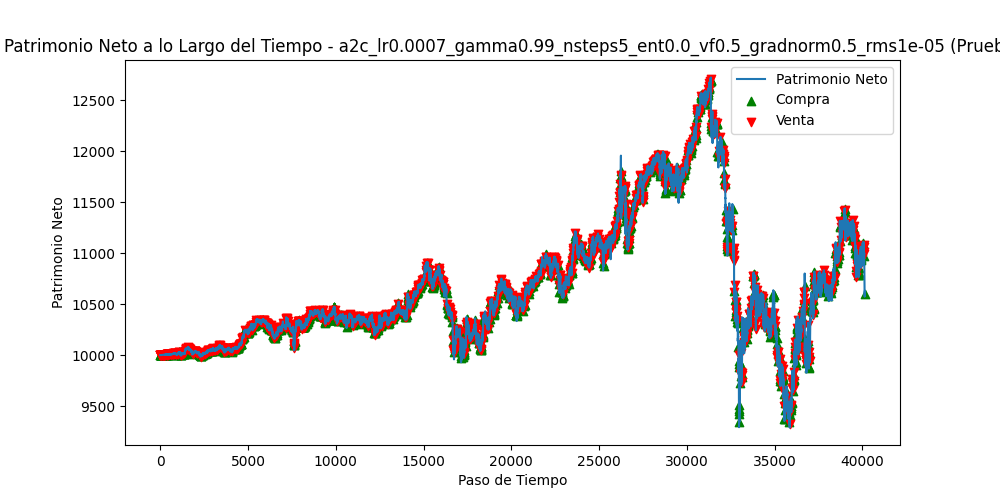 Patrimonio Neto a lo Largo del Tiempo - a2c_lr0.0007_gamma0.99_nsteps5_ent0.0_vf0.5_gradnorm0.5_rms1e-05 (Prueb
Patrimonio Neto
Compra
Venta
12500
12000
11500
11000
10500
10000
9500
Patrimonio Neto
0 5000 10000 15000 20000 25000 30000 35000 40000
Paso de Tiempo